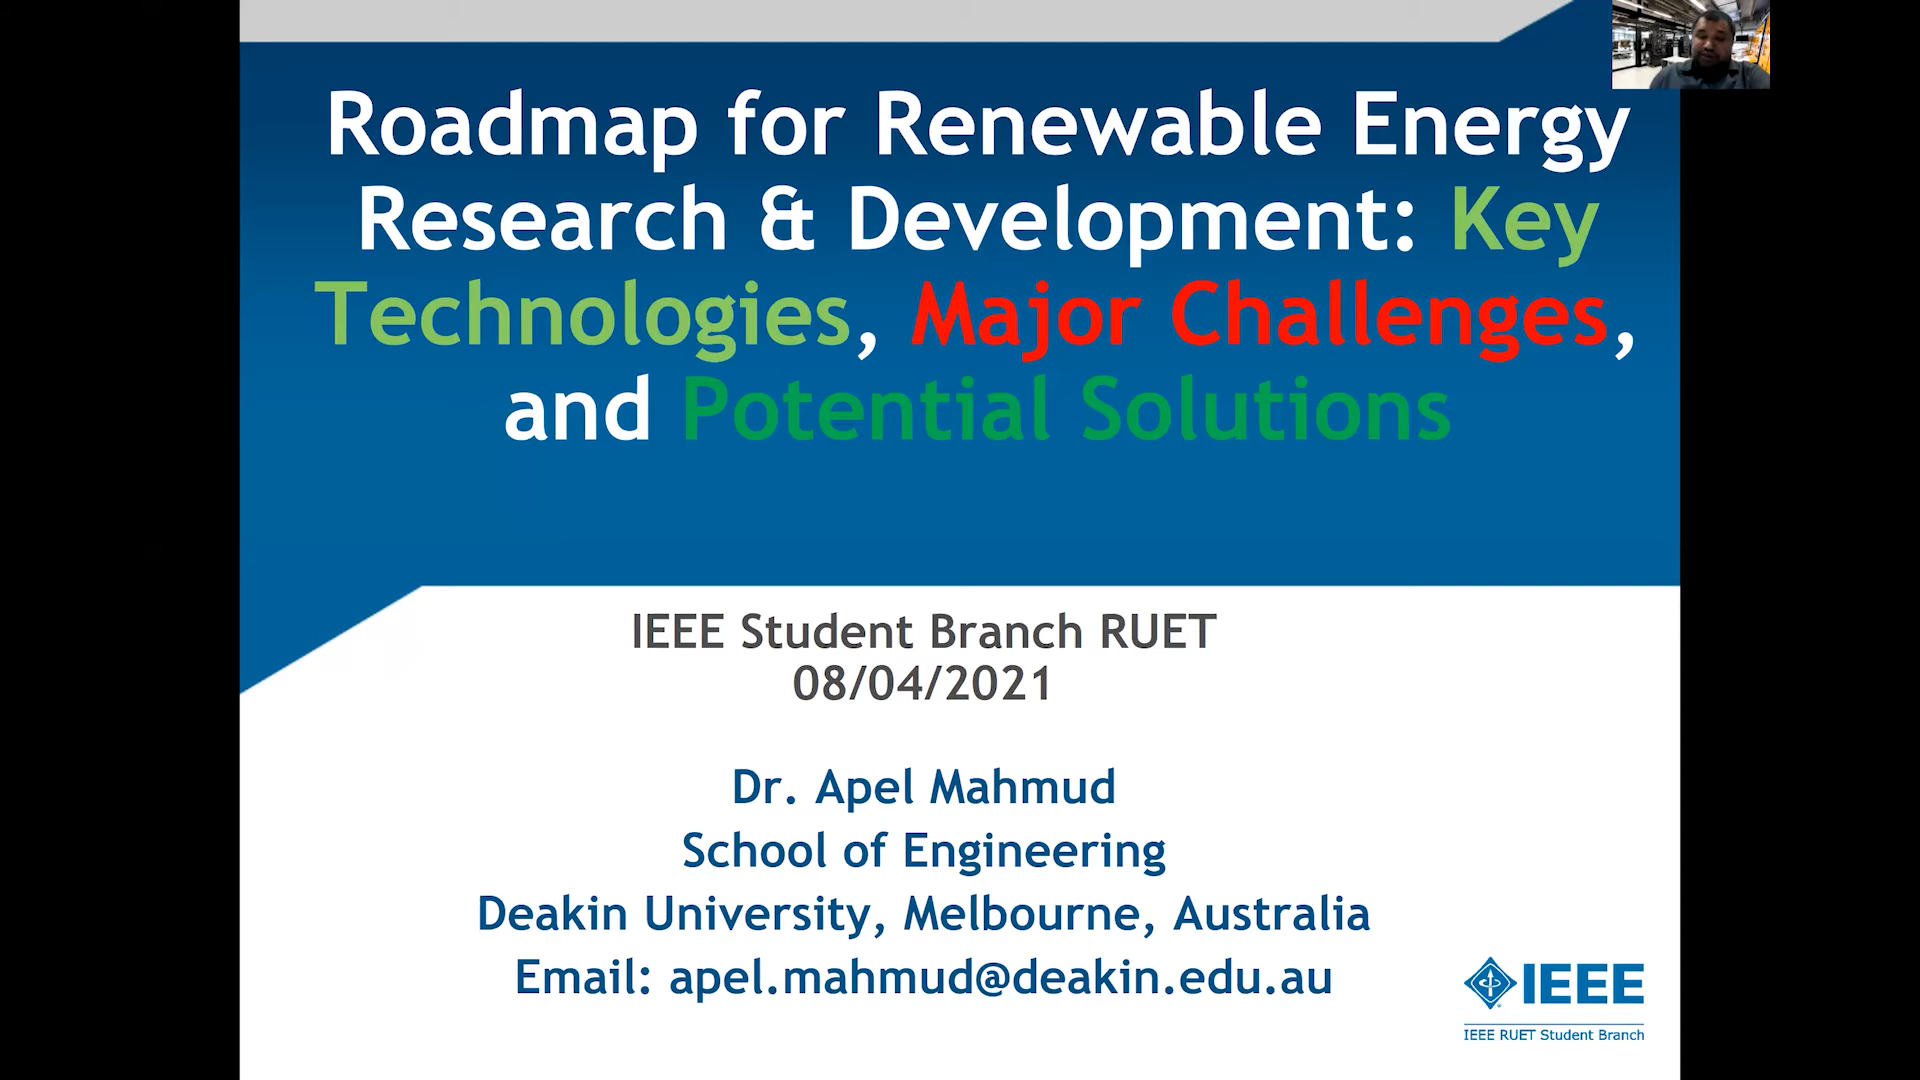 Roadmap for Renewable Energy
Research & Development: Key
Technologies, Major Challenges,
and Potential Solutions
IEEE Student Branch RUET
08/04/2021
Dr. Apel Mahmud
School of Engineering
Deakin University, Melbourne, Australia
Email: apel.mahmud@deakin.edu.au
IEEE
IEEE RUET Student Branch